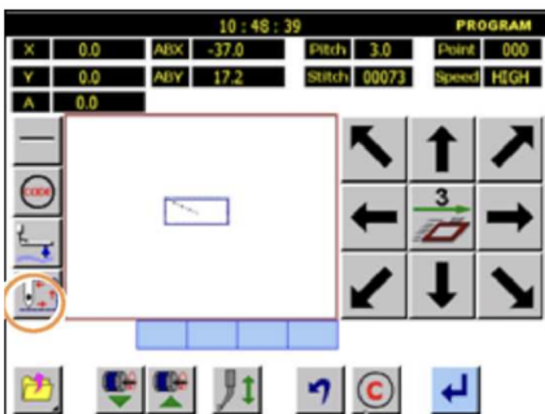 10:48:39 PROGRAM
X 0.0 ABX -37.0 Pitch 3.0 Point 000
Y 0.0 ABY 17.2 Stitch 00073 Speed HIGH
A 0.0
CODE
3
C